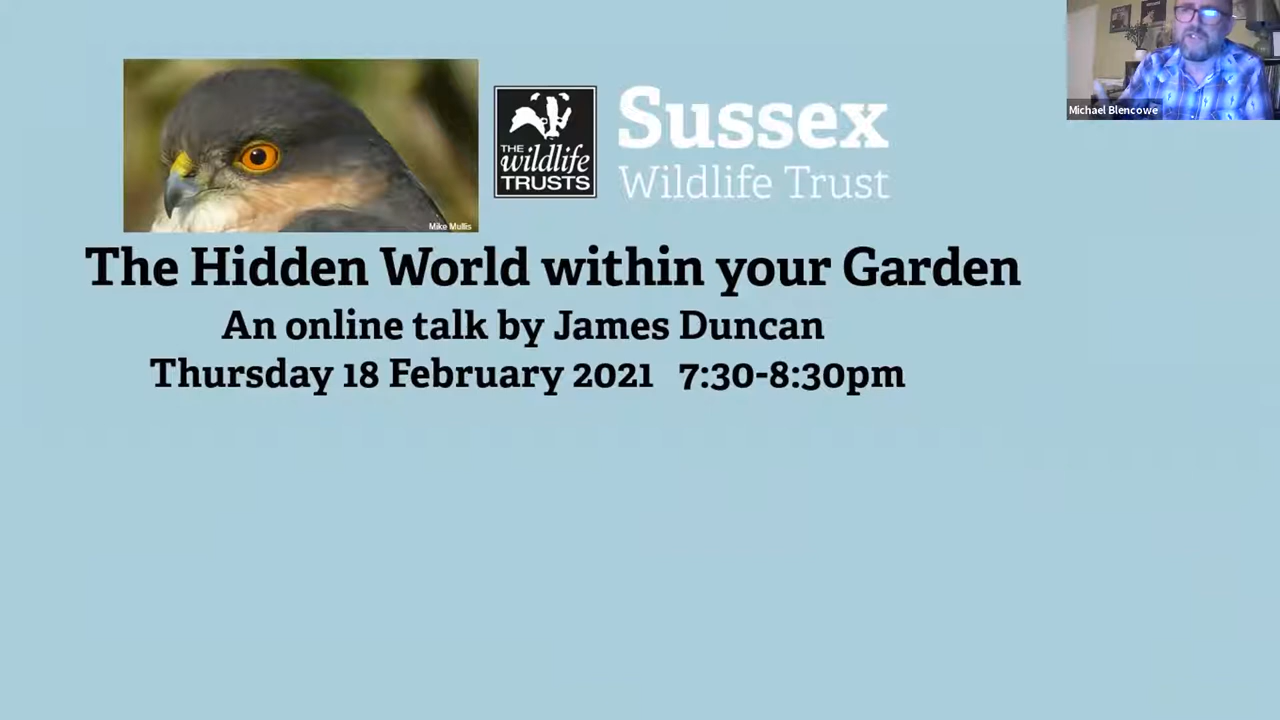 Michael Blencowe
Mike Mullis
THE
wildlife
TRUSTS
Sussex
Wildlife Trust
The Hidden World within your Garden
An online talk by James Duncan
Thursday 18 February 2021 7:30-8:30pm